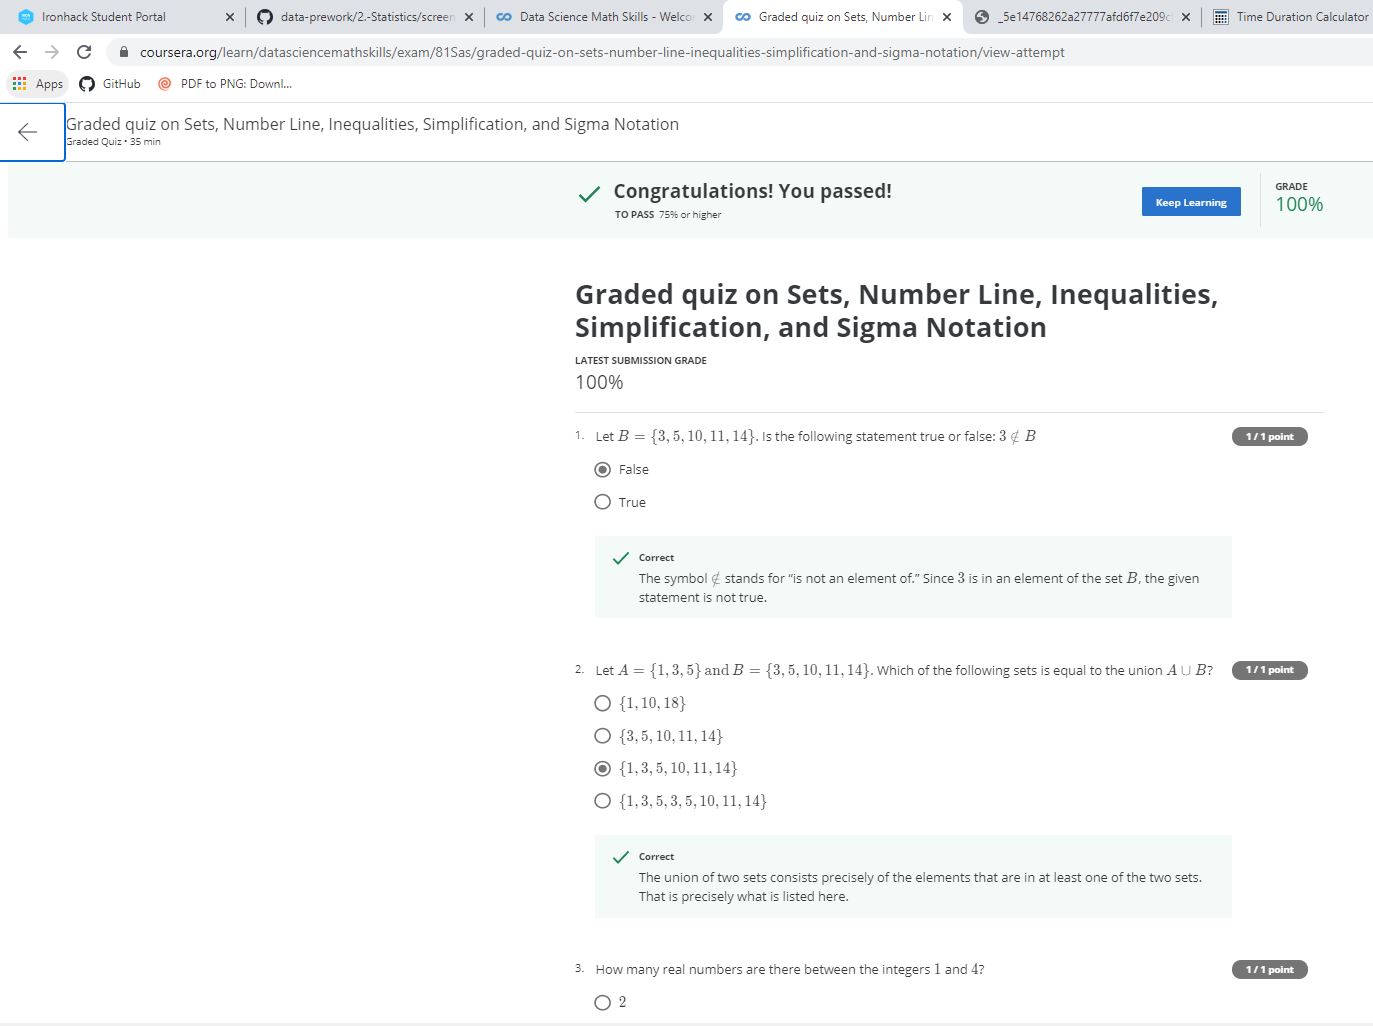 Ironhack Student Portal
data-prework/2.-Statistics/screen
Data Science Math Skills - Welco
Graded quiz on Sets, Number Lin
_5e14768262a27777afd6f7e209c
Time Duration Calculator
coursera.org/learn/datasciencemathskills/exam/81Sas/graded-quiz-on-sets-number-line-inequalities-simplification-and-sigma-notation/view-attempt
Apps GitHub PDF to PNG: Downl...
Graded quiz on Sets, Number Line, Inequalities, Simplification, and Sigma Notation
Graded Quiz • 35 min
Congratulations! You passed!
TO PASS 75% or higher
Keep Learning
GRADE
100%
Graded quiz on Sets, Number Line, Inequalities,
Simplification, and Sigma Notation
LATEST SUBMISSION GRADE
100%
1. Let B = {3, 5, 10, 11, 14}. Is the following statement true or false: 3 ∉ B
1 / 1 point
False
True
Correct
The symbol ∉ stands for “is not an element of.” Since 3 is in an element of the set B, the given
statement is not true.
2. Let A = {1, 3, 5} and B = {3, 5, 10, 11, 14}. Which of the following sets is equal to the union A ∪ B?
1 / 1 point
{1, 10, 18}
{3, 5, 10, 11, 14}
{1, 3, 5, 10, 11, 14}
{1, 3, 5, 3, 5, 10, 11, 14}
Correct
The union of two sets consists precisely of the elements that are in at least one of the two sets.
That is precisely what is listed here.
3. How many real numbers are there between the integers 1 and 4?
1 / 1 point
2